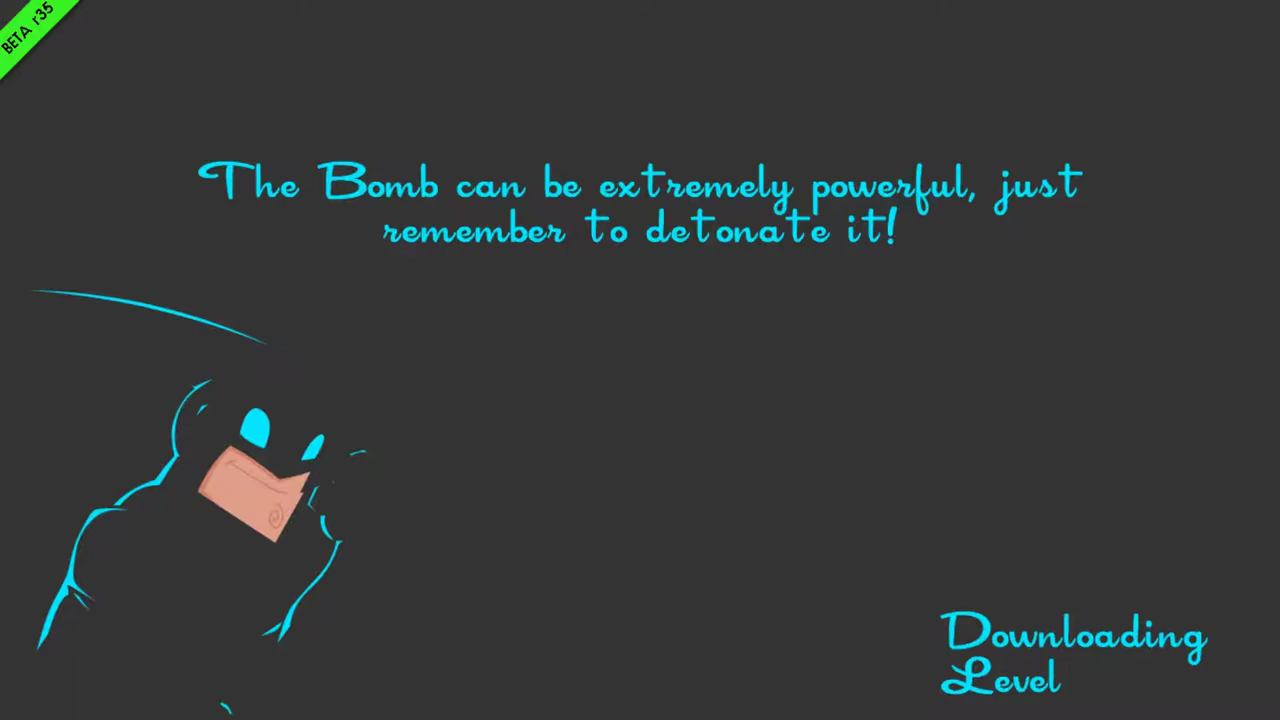 BETA r35
The Bomb can be extremely powerful, just
remember to detonate it!
Downloading
Level